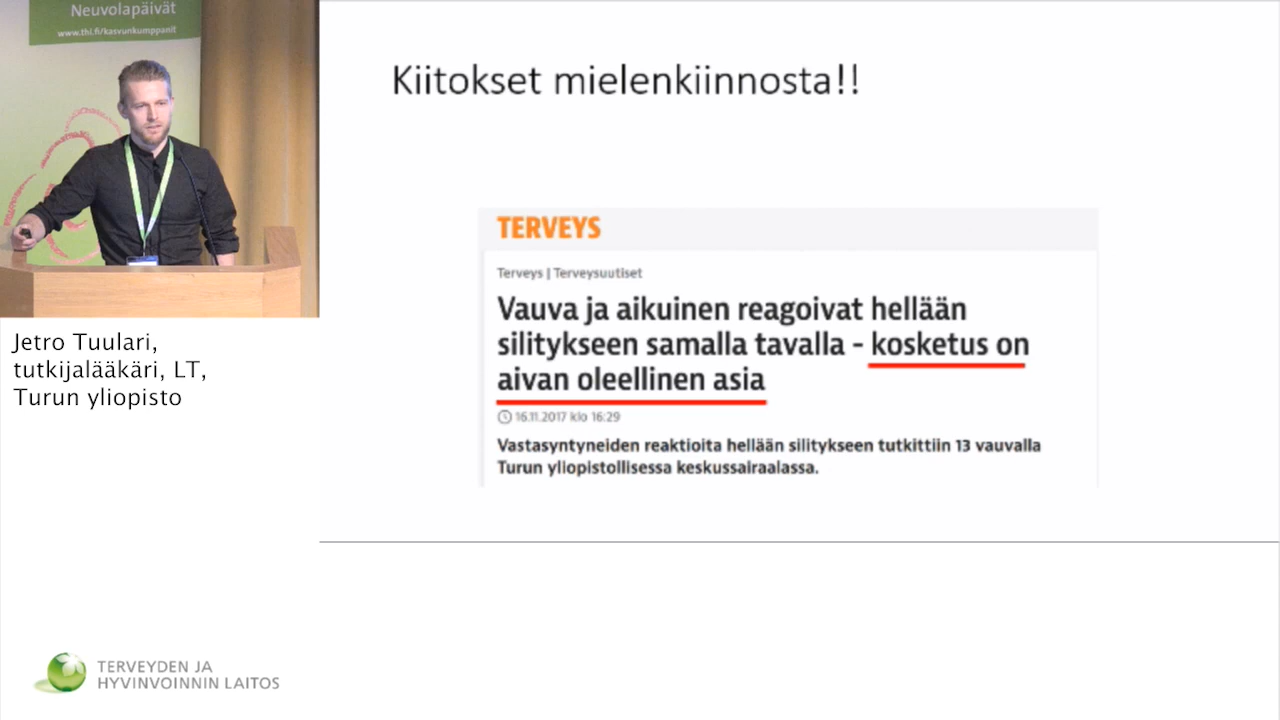 Neuvolapäivät
www.thl.fi/kasvunkumppanit
Jetro Tuulari,
tutkijalääkäri, LT,
Turun yliopisto
Kiitokset mielenkiinnosta!!
TERVEYS
Terveys | Terveysuutiset
Vauva ja aikuinen reagoivat hellään
silitykseen samalla tavalla - kosketus on
aivan oleellinen asia
16.11.2017 klo 16:29
Vastasyntyneiden reaktioita hellään silitykseen tutkittiin 13 vauvalla
Turun yliopistollisessa keskussairaalassa.
TERVEYDEN JA
HYVINVOINNIN LAITOS